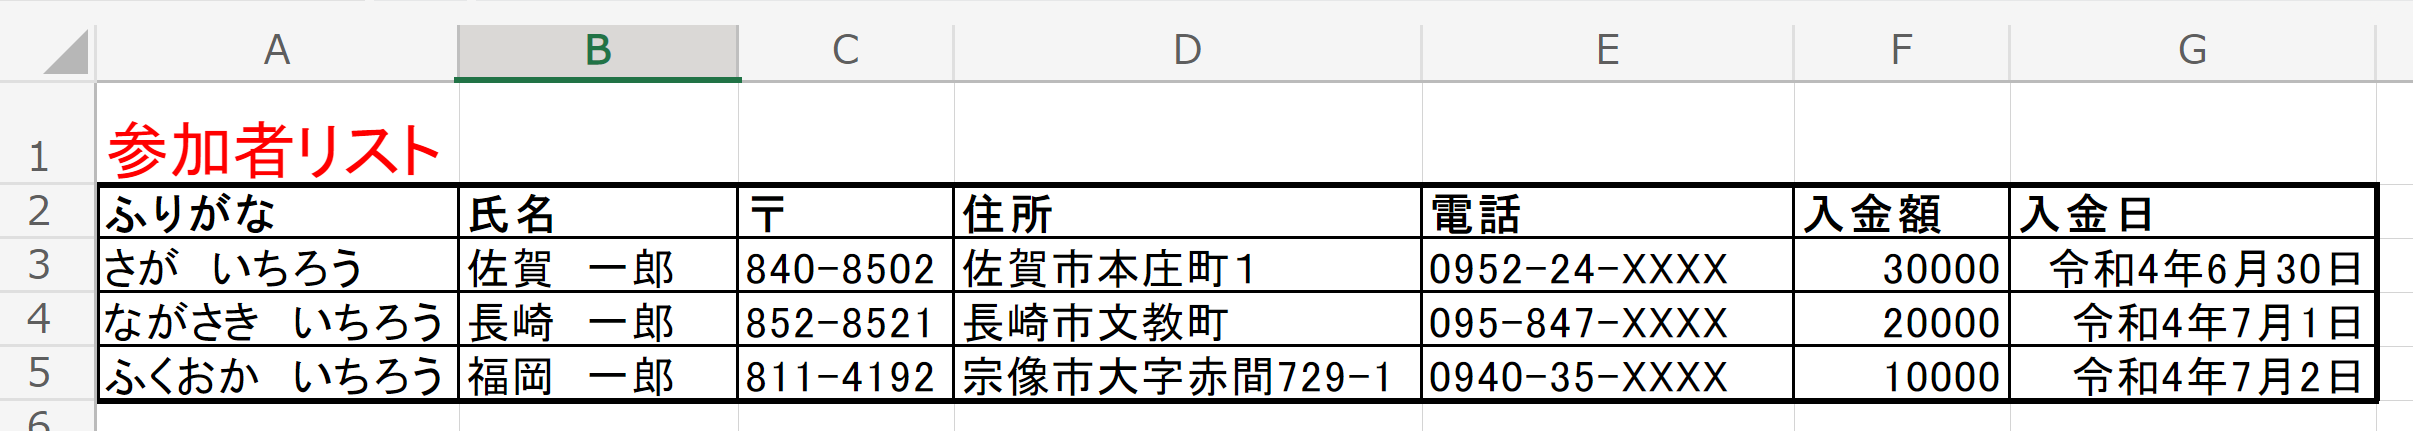 A B C D E F G
1 参加者リスト
2 ふりがな 氏名 〒 住所 電話 入金額 入金日
3 さが　いちろう 佐賀　一郎 840-8502 佐賀市本庄町１ 0952-24-XXXX 30000 令和4年6月30日
4 ながさき　いちろう 長崎　一郎 852-8521 長崎市文教町 095-847-XXXX 20000 令和4年7月1日
5 ふくおか　いちろう 福岡　一郎 811-4192 宗像市大字赤間729-1 0940-35-XXXX 10000 令和4年7月2日
6